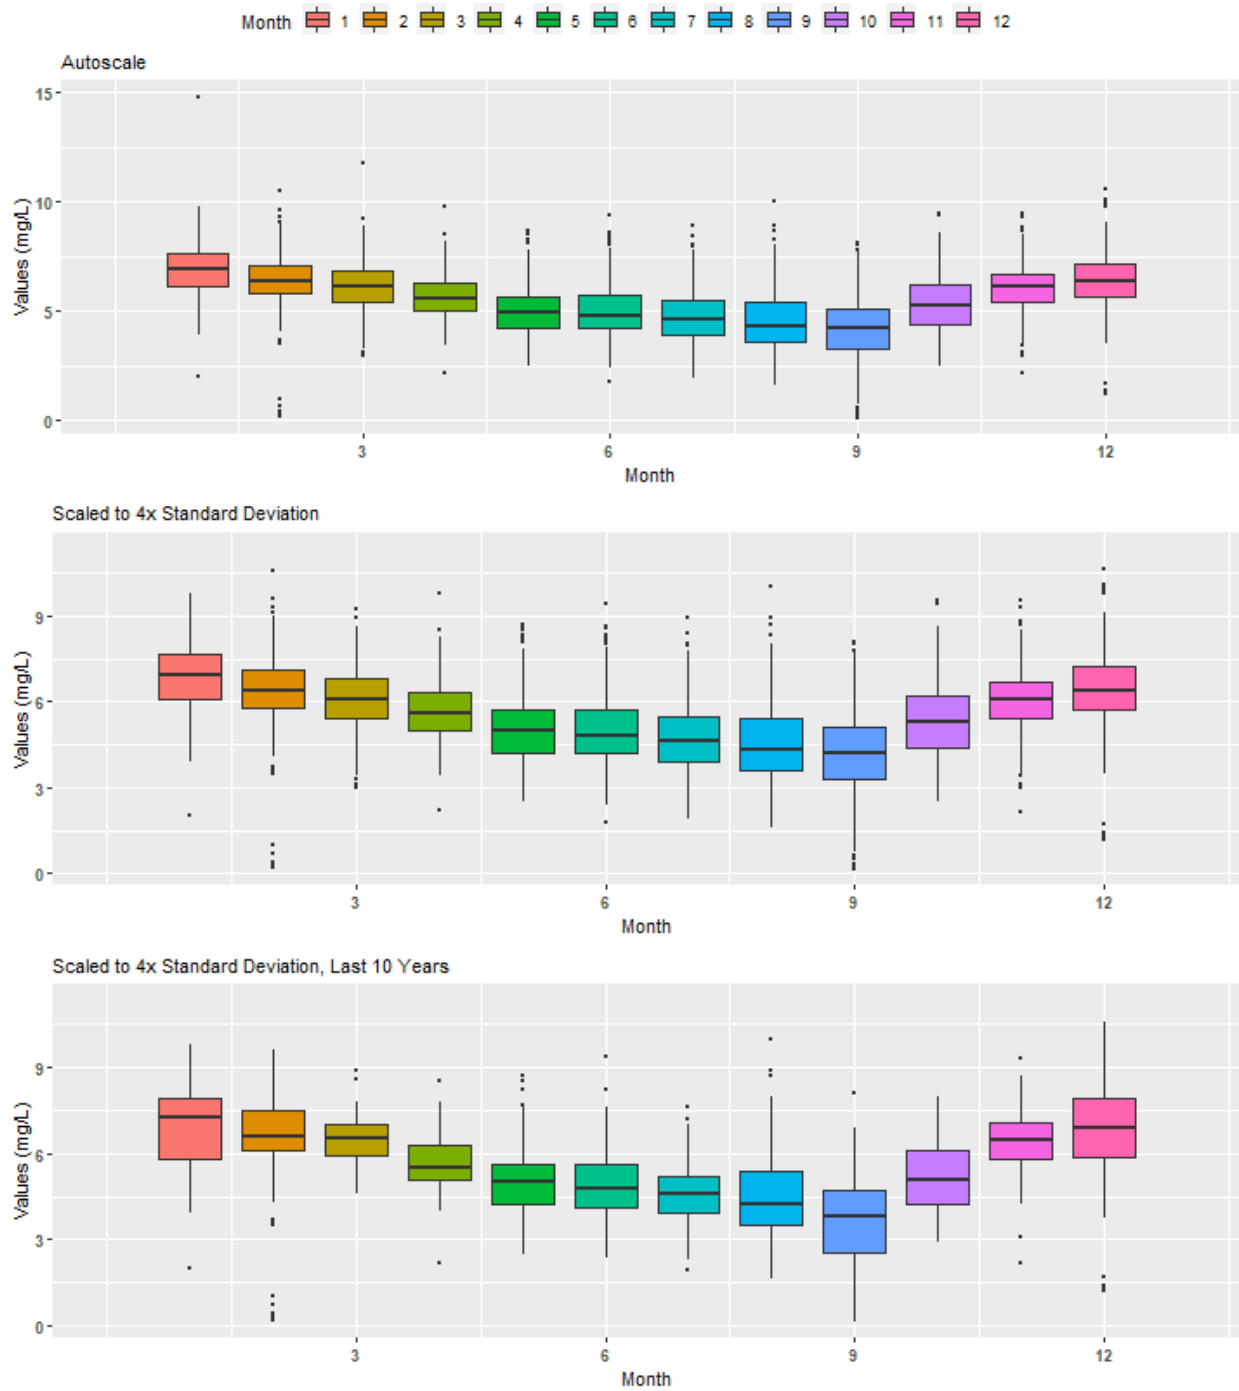 Month 1 2 3 4 5 6 7 8 9 10 11 12
Autoscale
15
10
5
0
Values (mg/L)
3 6 9 12
Month
Scaled to 4x Standard Deviation
9
6
3
0
Values (mg/L)
3 6 9 12
Month
Scaled to 4x Standard Deviation, Last 10 Years
9
6
3
0
Values (mg/L)
3 6 9 12
Month